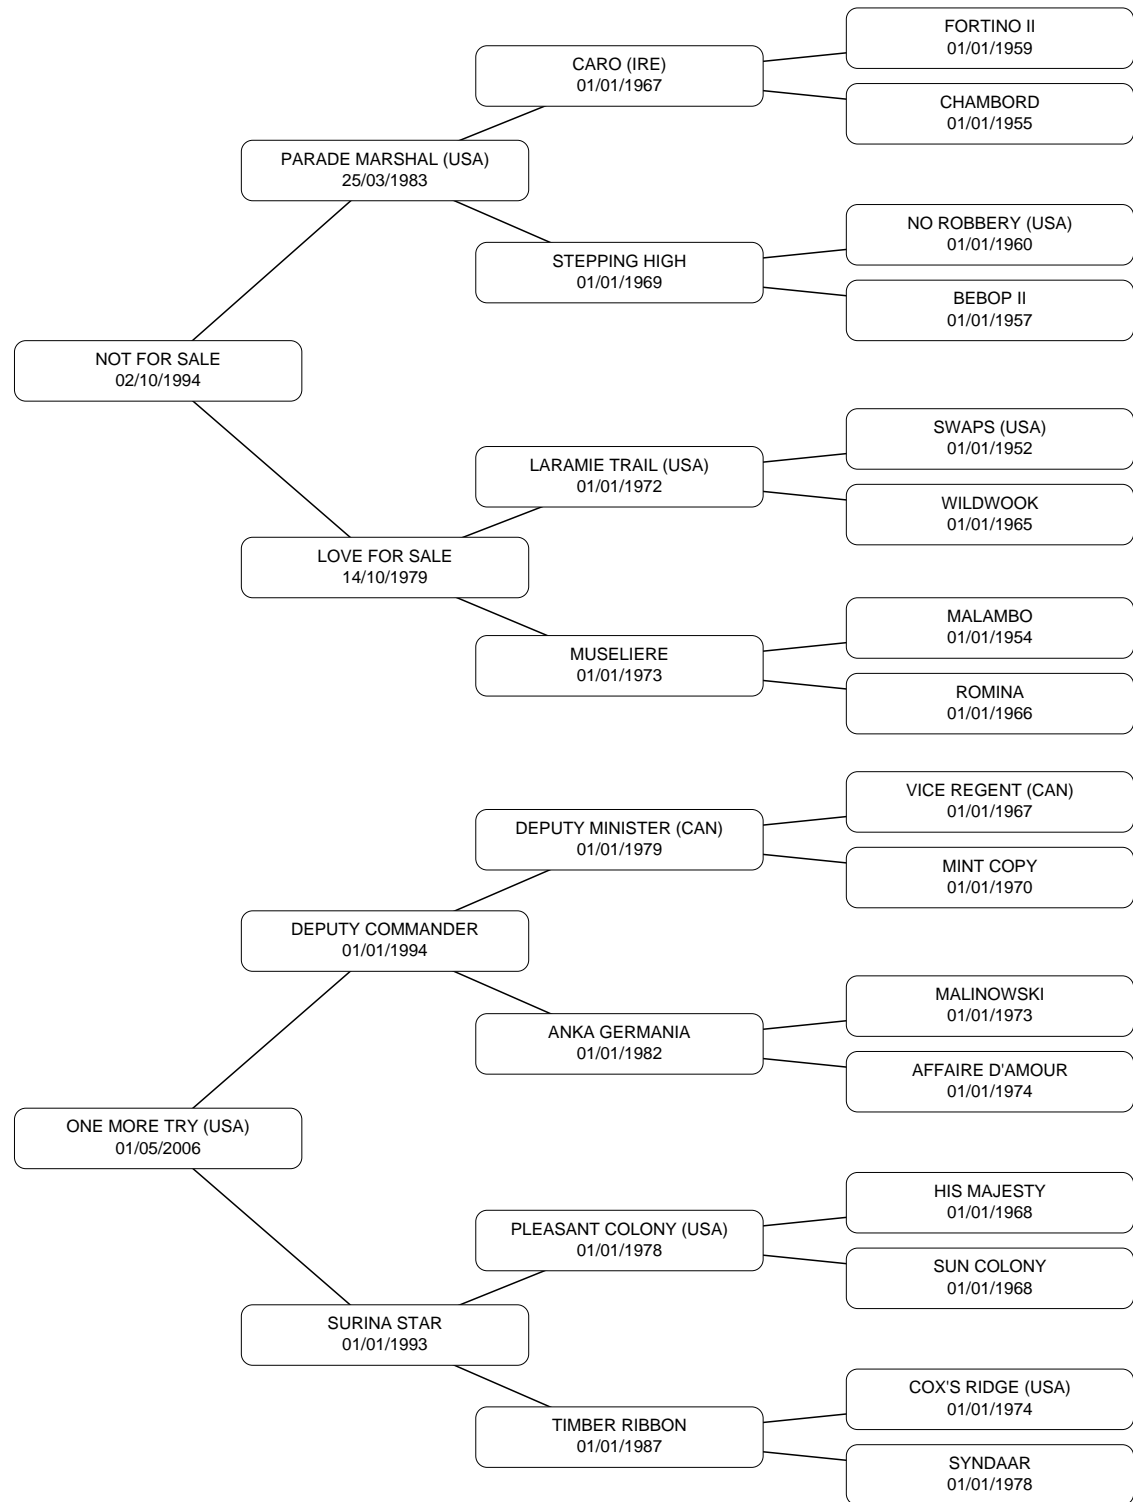 FORTINO II
01/01/1959
CARO (IRE)
01/01/1967
CHAMBORD
01/01/1955
PARADE MARSHAL (USA)
25/03/1983
NO ROBBERY (USA)
01/01/1960
STEPPING HIGH
01/01/1969
BEBOP II
01/01/1957
NOT FOR SALE
02/10/1994
SWAPS (USA)
01/01/1952
LARAMIE TRAIL (USA)
01/01/1972
WILDWOOK
01/01/1965
LOVE FOR SALE
14/10/1979
MALAMBO
01/01/1954
MUSELIERE
01/01/1973
ROMINA
01/01/1966
VICE REGENT (CAN)
01/01/1967
DEPUTY MINISTER (CAN)
01/01/1979
MINT COPY
01/01/1970
DEPUTY COMMANDER
01/01/1994
MALINOWSKI
01/01/1973
ANKA GERMANIA
01/01/1982
AFFAIRE D'AMOUR
01/01/1974
ONE MORE TRY (USA)
01/05/2006
HIS MAJESTY
01/01/1968
PLEASANT COLONY (USA)
01/01/1978
SUN COLONY
01/01/1968
SURINA STAR
01/01/1993
COX'S RIDGE (USA)
01/01/1974
TIMBER RIBBON
01/01/1987
SYNDAAR
01/01/1978